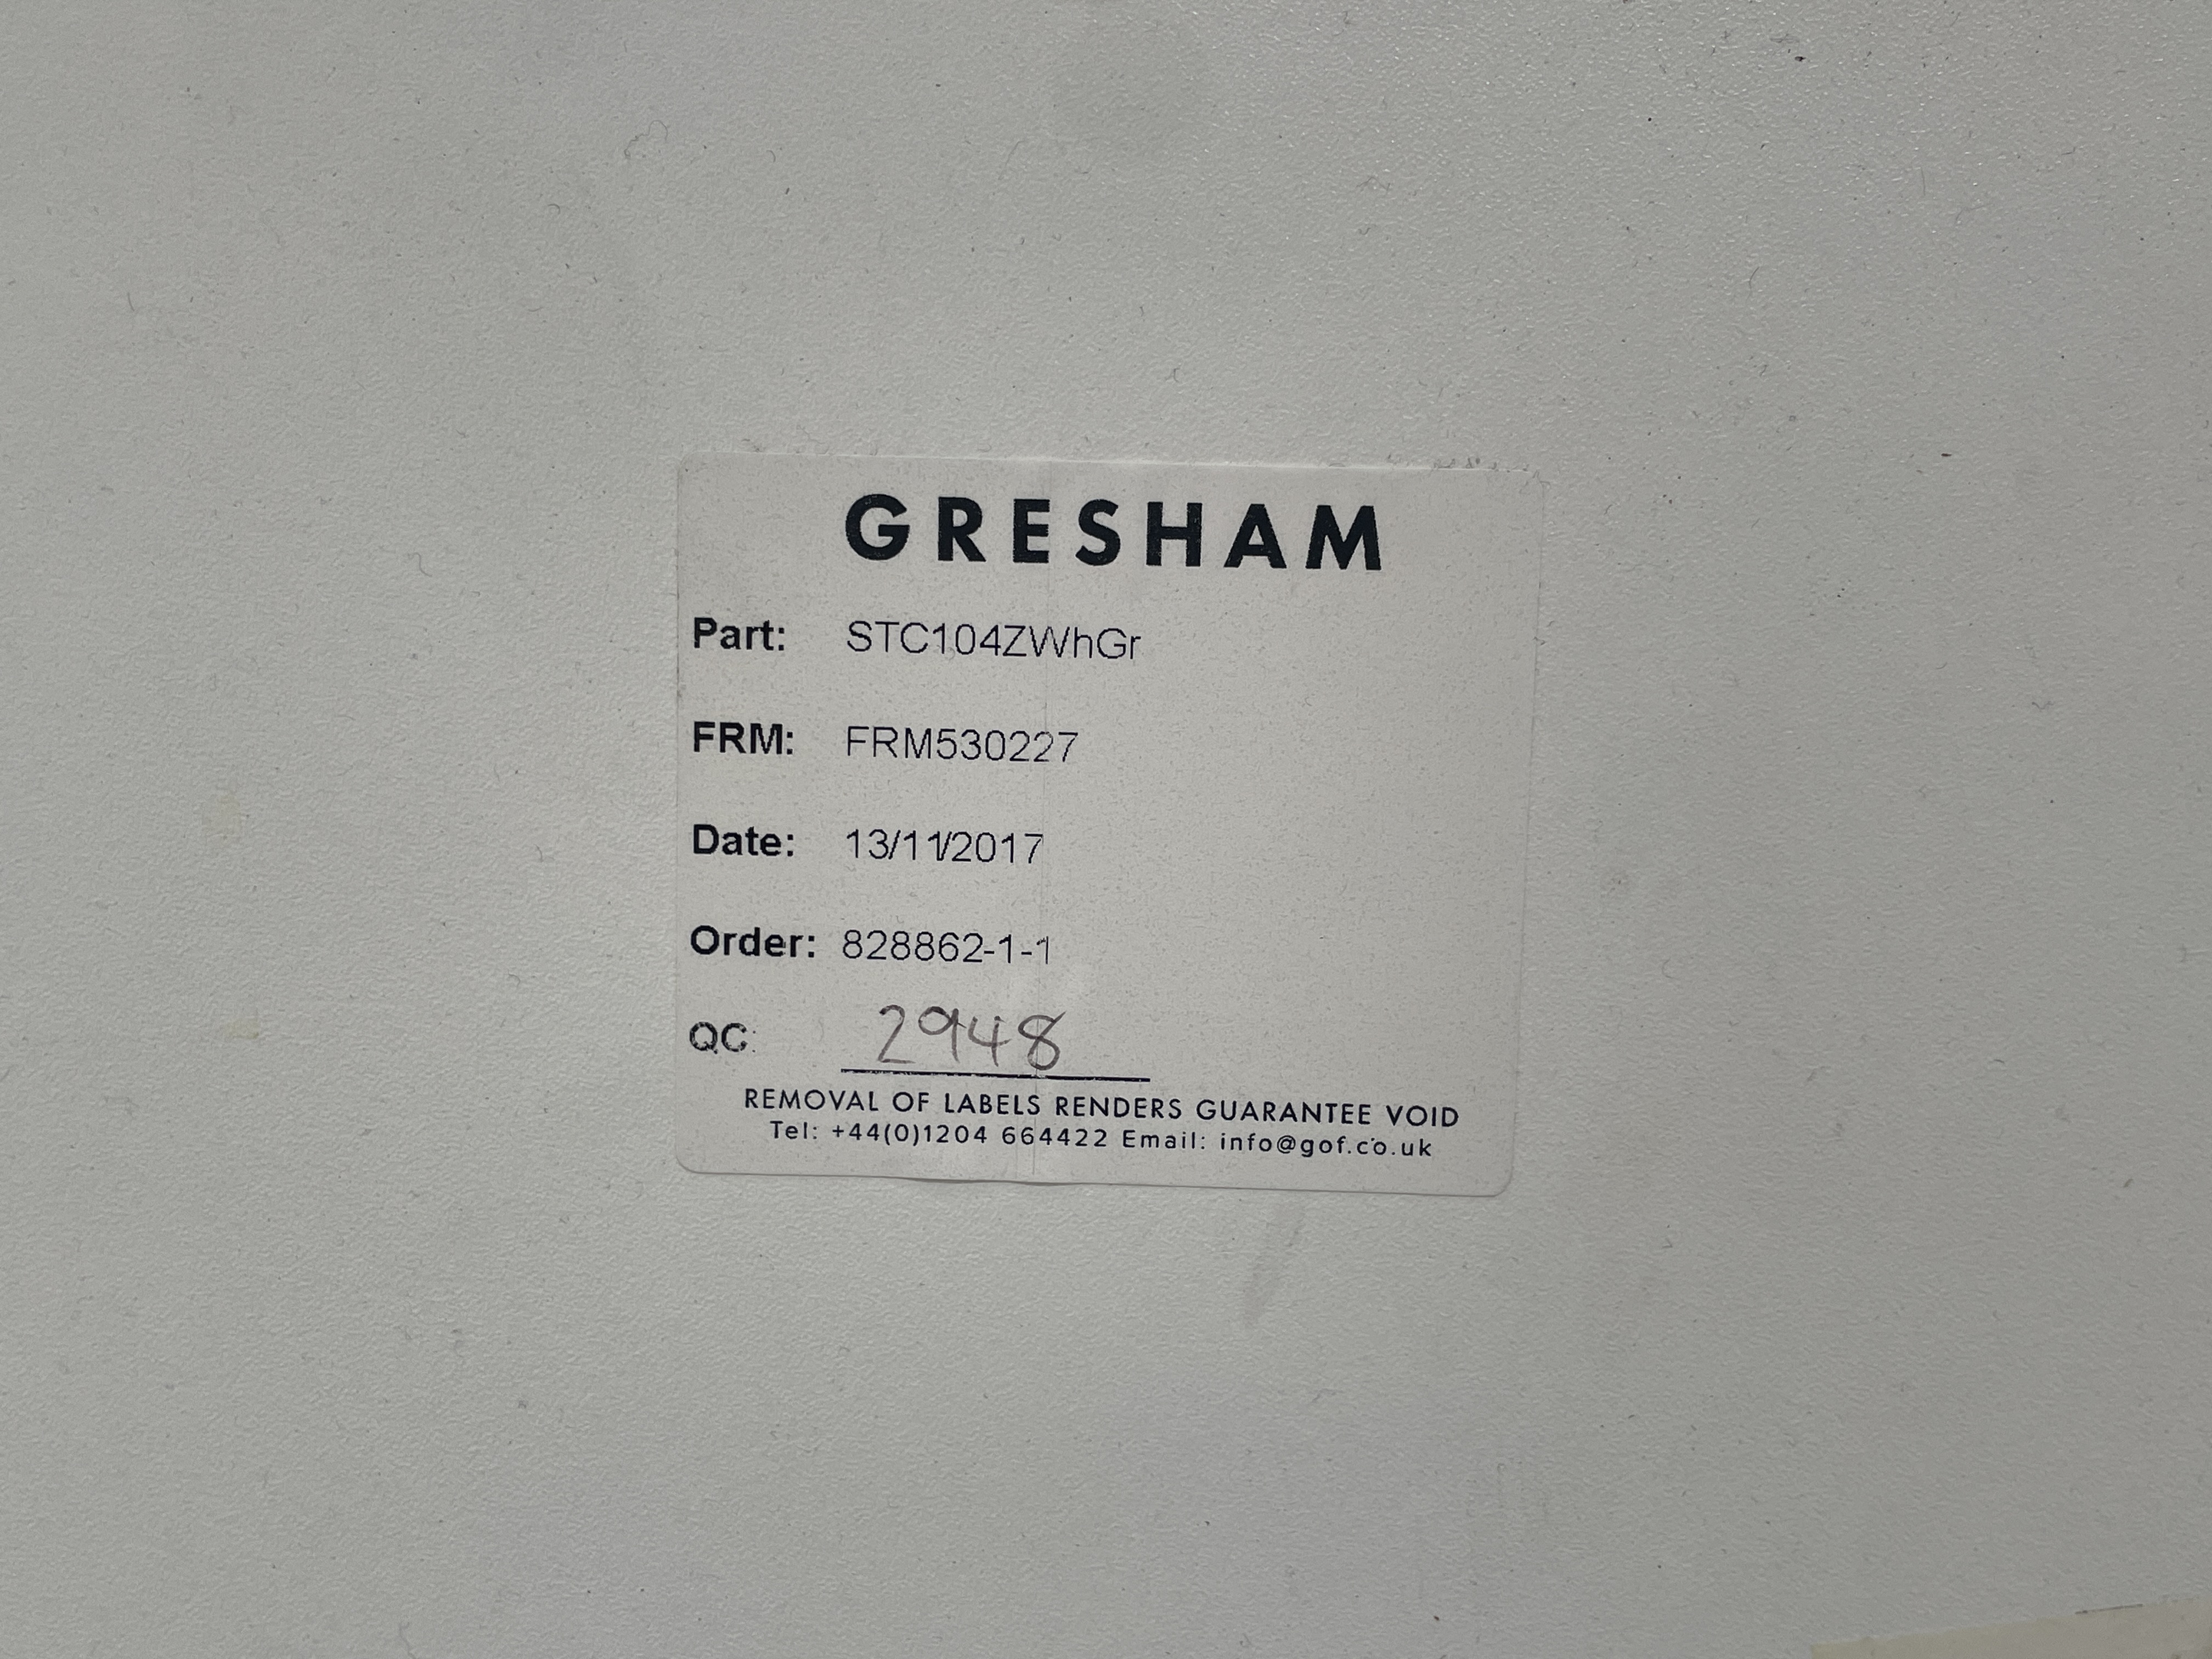 GRESHAM
Part: STC104ZWhGr
FRM: FRM530227
Date: 13/11/2017
Order: 828862-1-1
QC: 2948
REMOVAL OF LABELS RENDERS GUARANTEE VOID
Tel: +44(0)1204 664422 Email: info@gof.co.uk